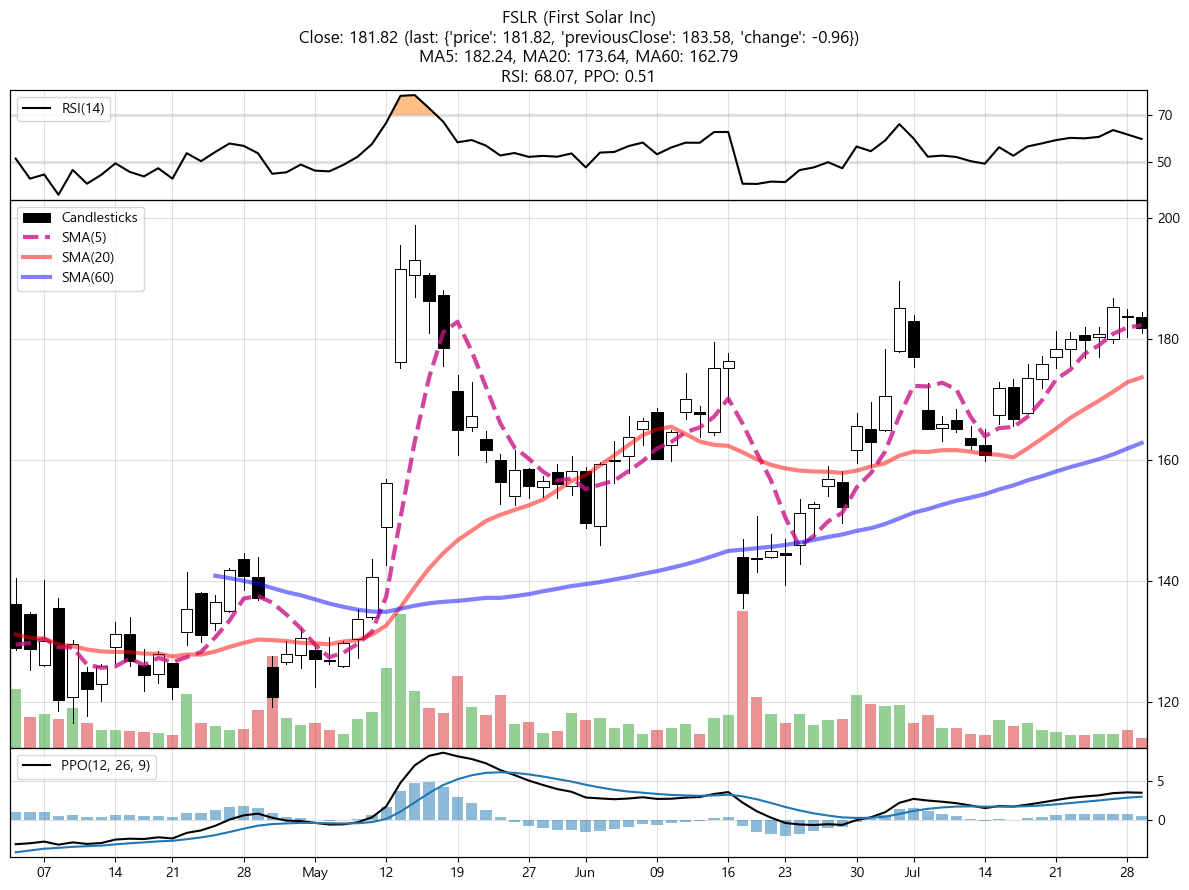 FSLR (First Solar Inc)
Close: 181.82 (last: {'price': 181.82, 'previousClose': 183.58, 'change': -0.96})
MA5: 182.24, MA20: 173.64, MA60: 162.79
RSI: 68.07, PPO: 0.51
RSI(14)
70
50
Candlesticks
SMA(5)
SMA(20)
SMA(60)
200
180
160
140
120
PPO(12, 26, 9)
5
0
07 14 21 28 May 12 19 27 Jun 09 16 23 30 Jul 14 21 28